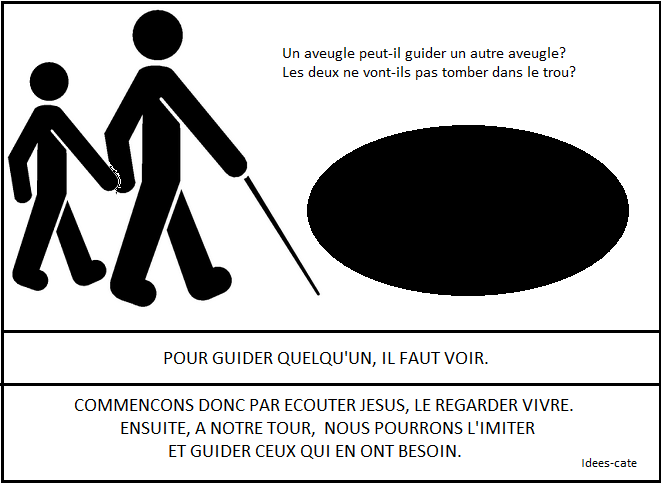 Un aveugle peut-il guider un autre aveugle?
Les deux ne vont-ils pas tomber dans le trou?
POUR GUIDER QUELQU'UN, IL FAUT VOIR.
COMMENCONS DONC PAR ECOUTER JESUS, LE REGARDER VIVRE.
ENSUITE, A NOTRE TOUR, NOUS POURRONS L'IMITER
ET GUIDER CEUX QUI EN ONT BESOIN.
Idees-cate